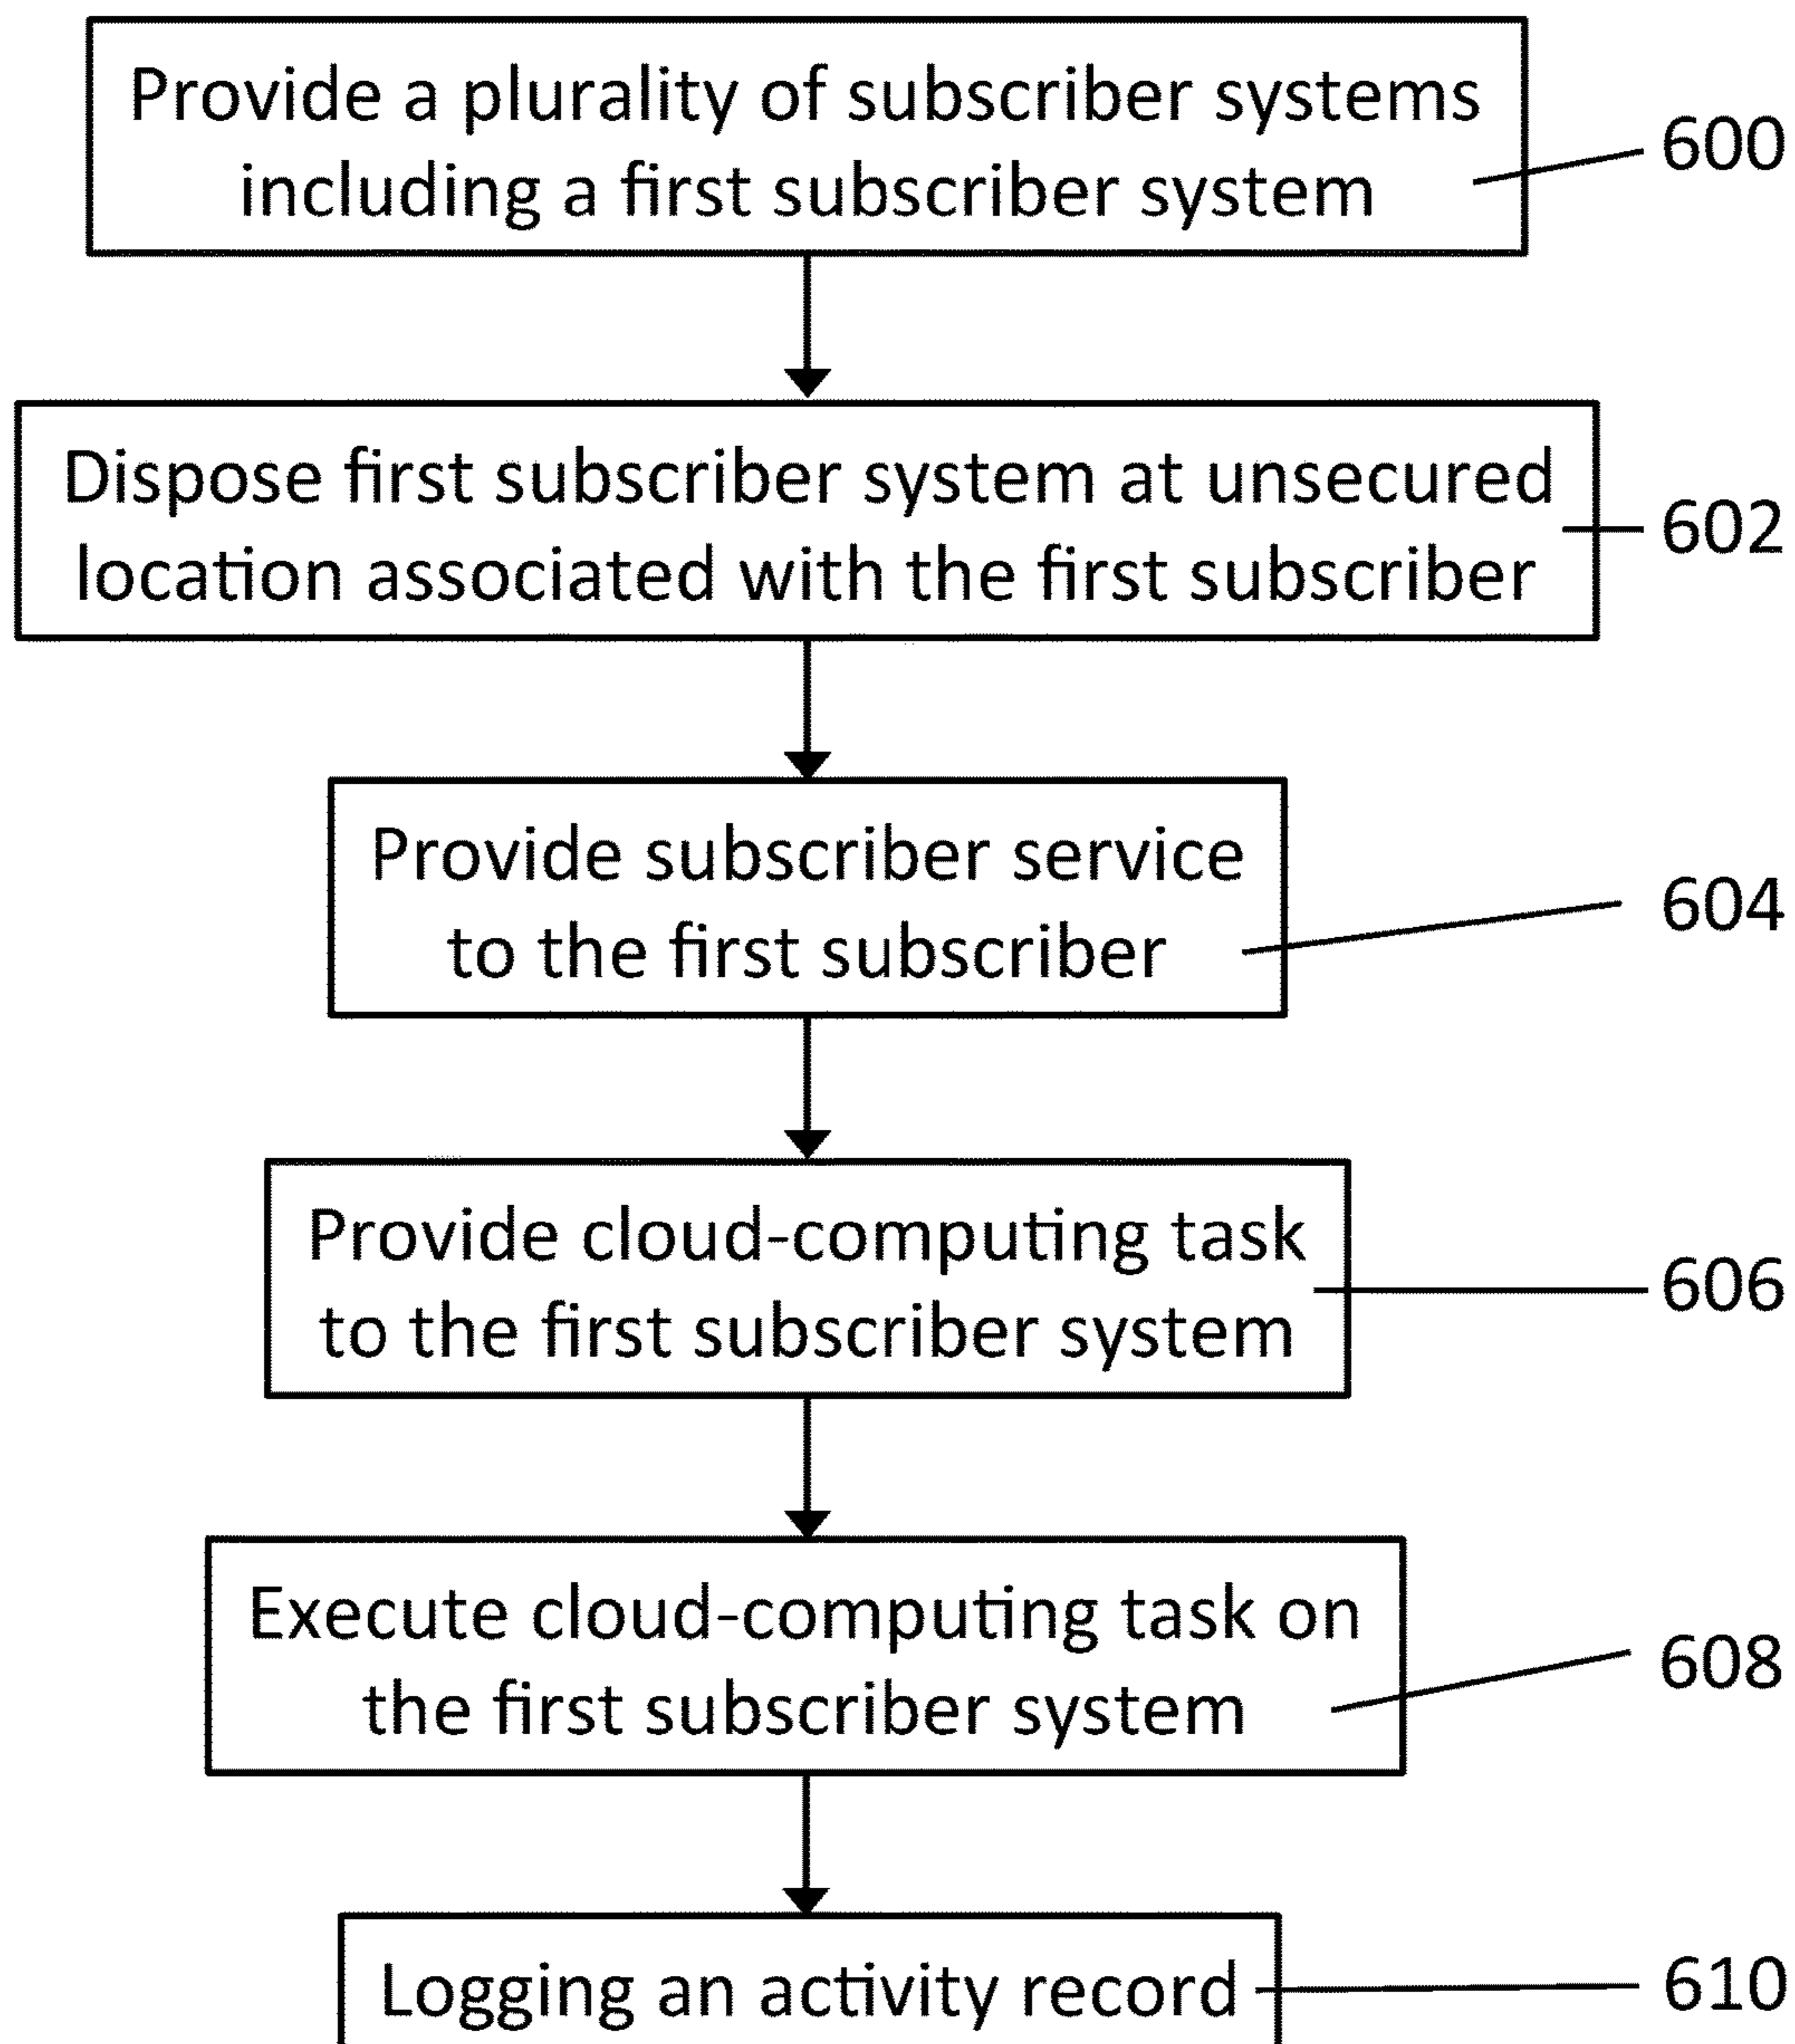 Provide a plurality of subscriber systems
including a first subscriber system
600
Dispose first subscriber system at unsecured
location associated with the first subscriber
602
Provide subscriber service
to the first subscriber
604
Provide cloud-computing task
to the first subscriber system
606
Execute cloud-computing task on
the first subscriber system
608
Logging an activity record
610